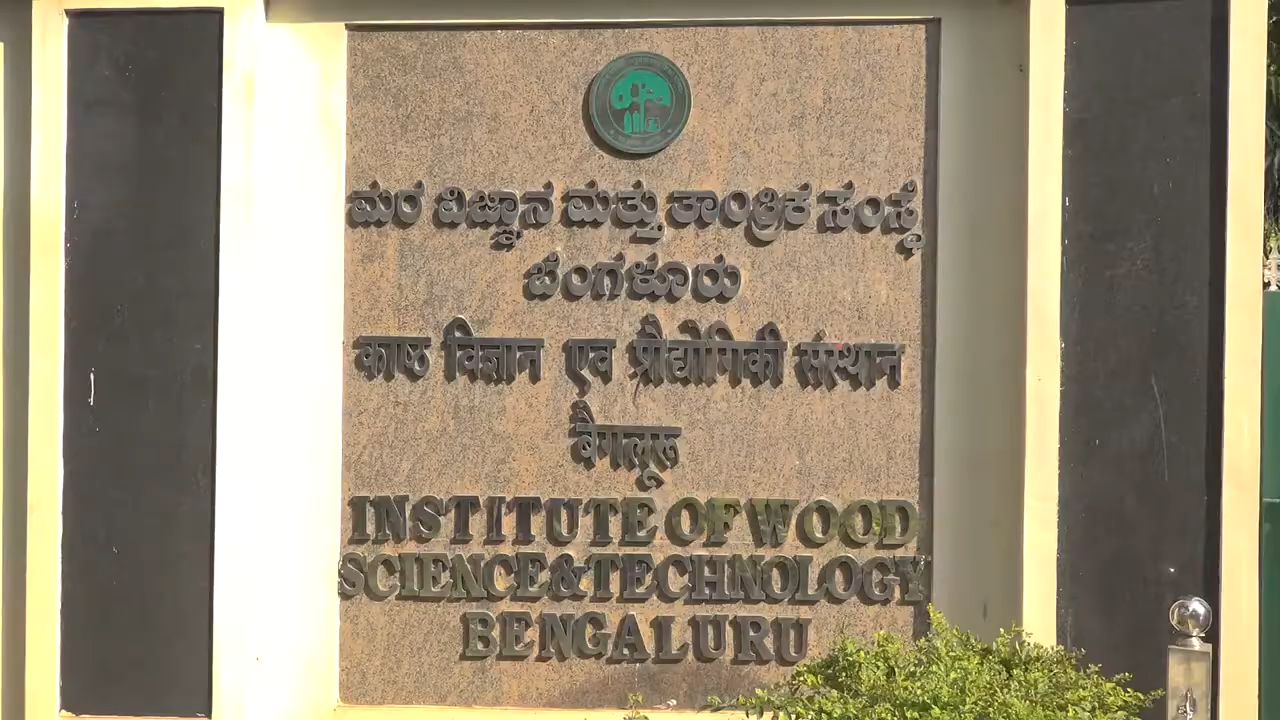 ಮರ ವಿಜ್ಞಾನ ಮತ್ತು ತಾಂತ್ರಿಕ ಸಂಸ್ಥೆ
ಬೆಂಗಳೂರು
काष्ठ विज्ञान एवं प्रौद्योगिकी संस्थान
बैंगलूरू
INSTITUTE OF WOOD
SCIENCE & TECHNOLOGY
BENGALURU